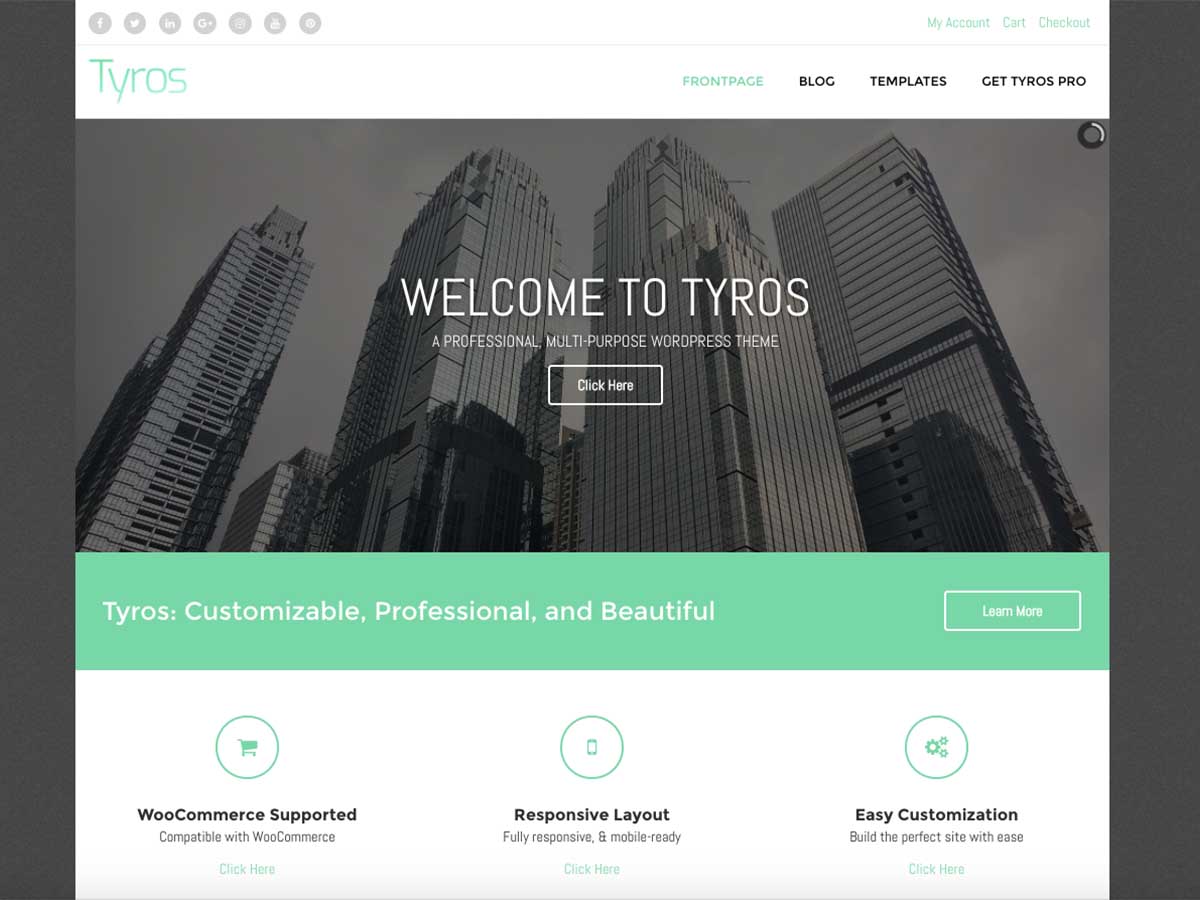 My Account Cart Checkout
Tyros
FRONTPAGE BLOG TEMPLATES GET TYROS PRO
WELCOME TO TYROS
A PROFESSIONAL, MULTI-PURPOSE WORDPRESS THEME
Click Here
Tyros: Customizable, Professional, and Beautiful
Learn More
WooCommerce Supported
Compatible with WooCommerce
Click Here
Responsive Layout
Fully responsive, & mobile-ready
Click Here
Easy Customization
Build the perfect site with ease
Click Here